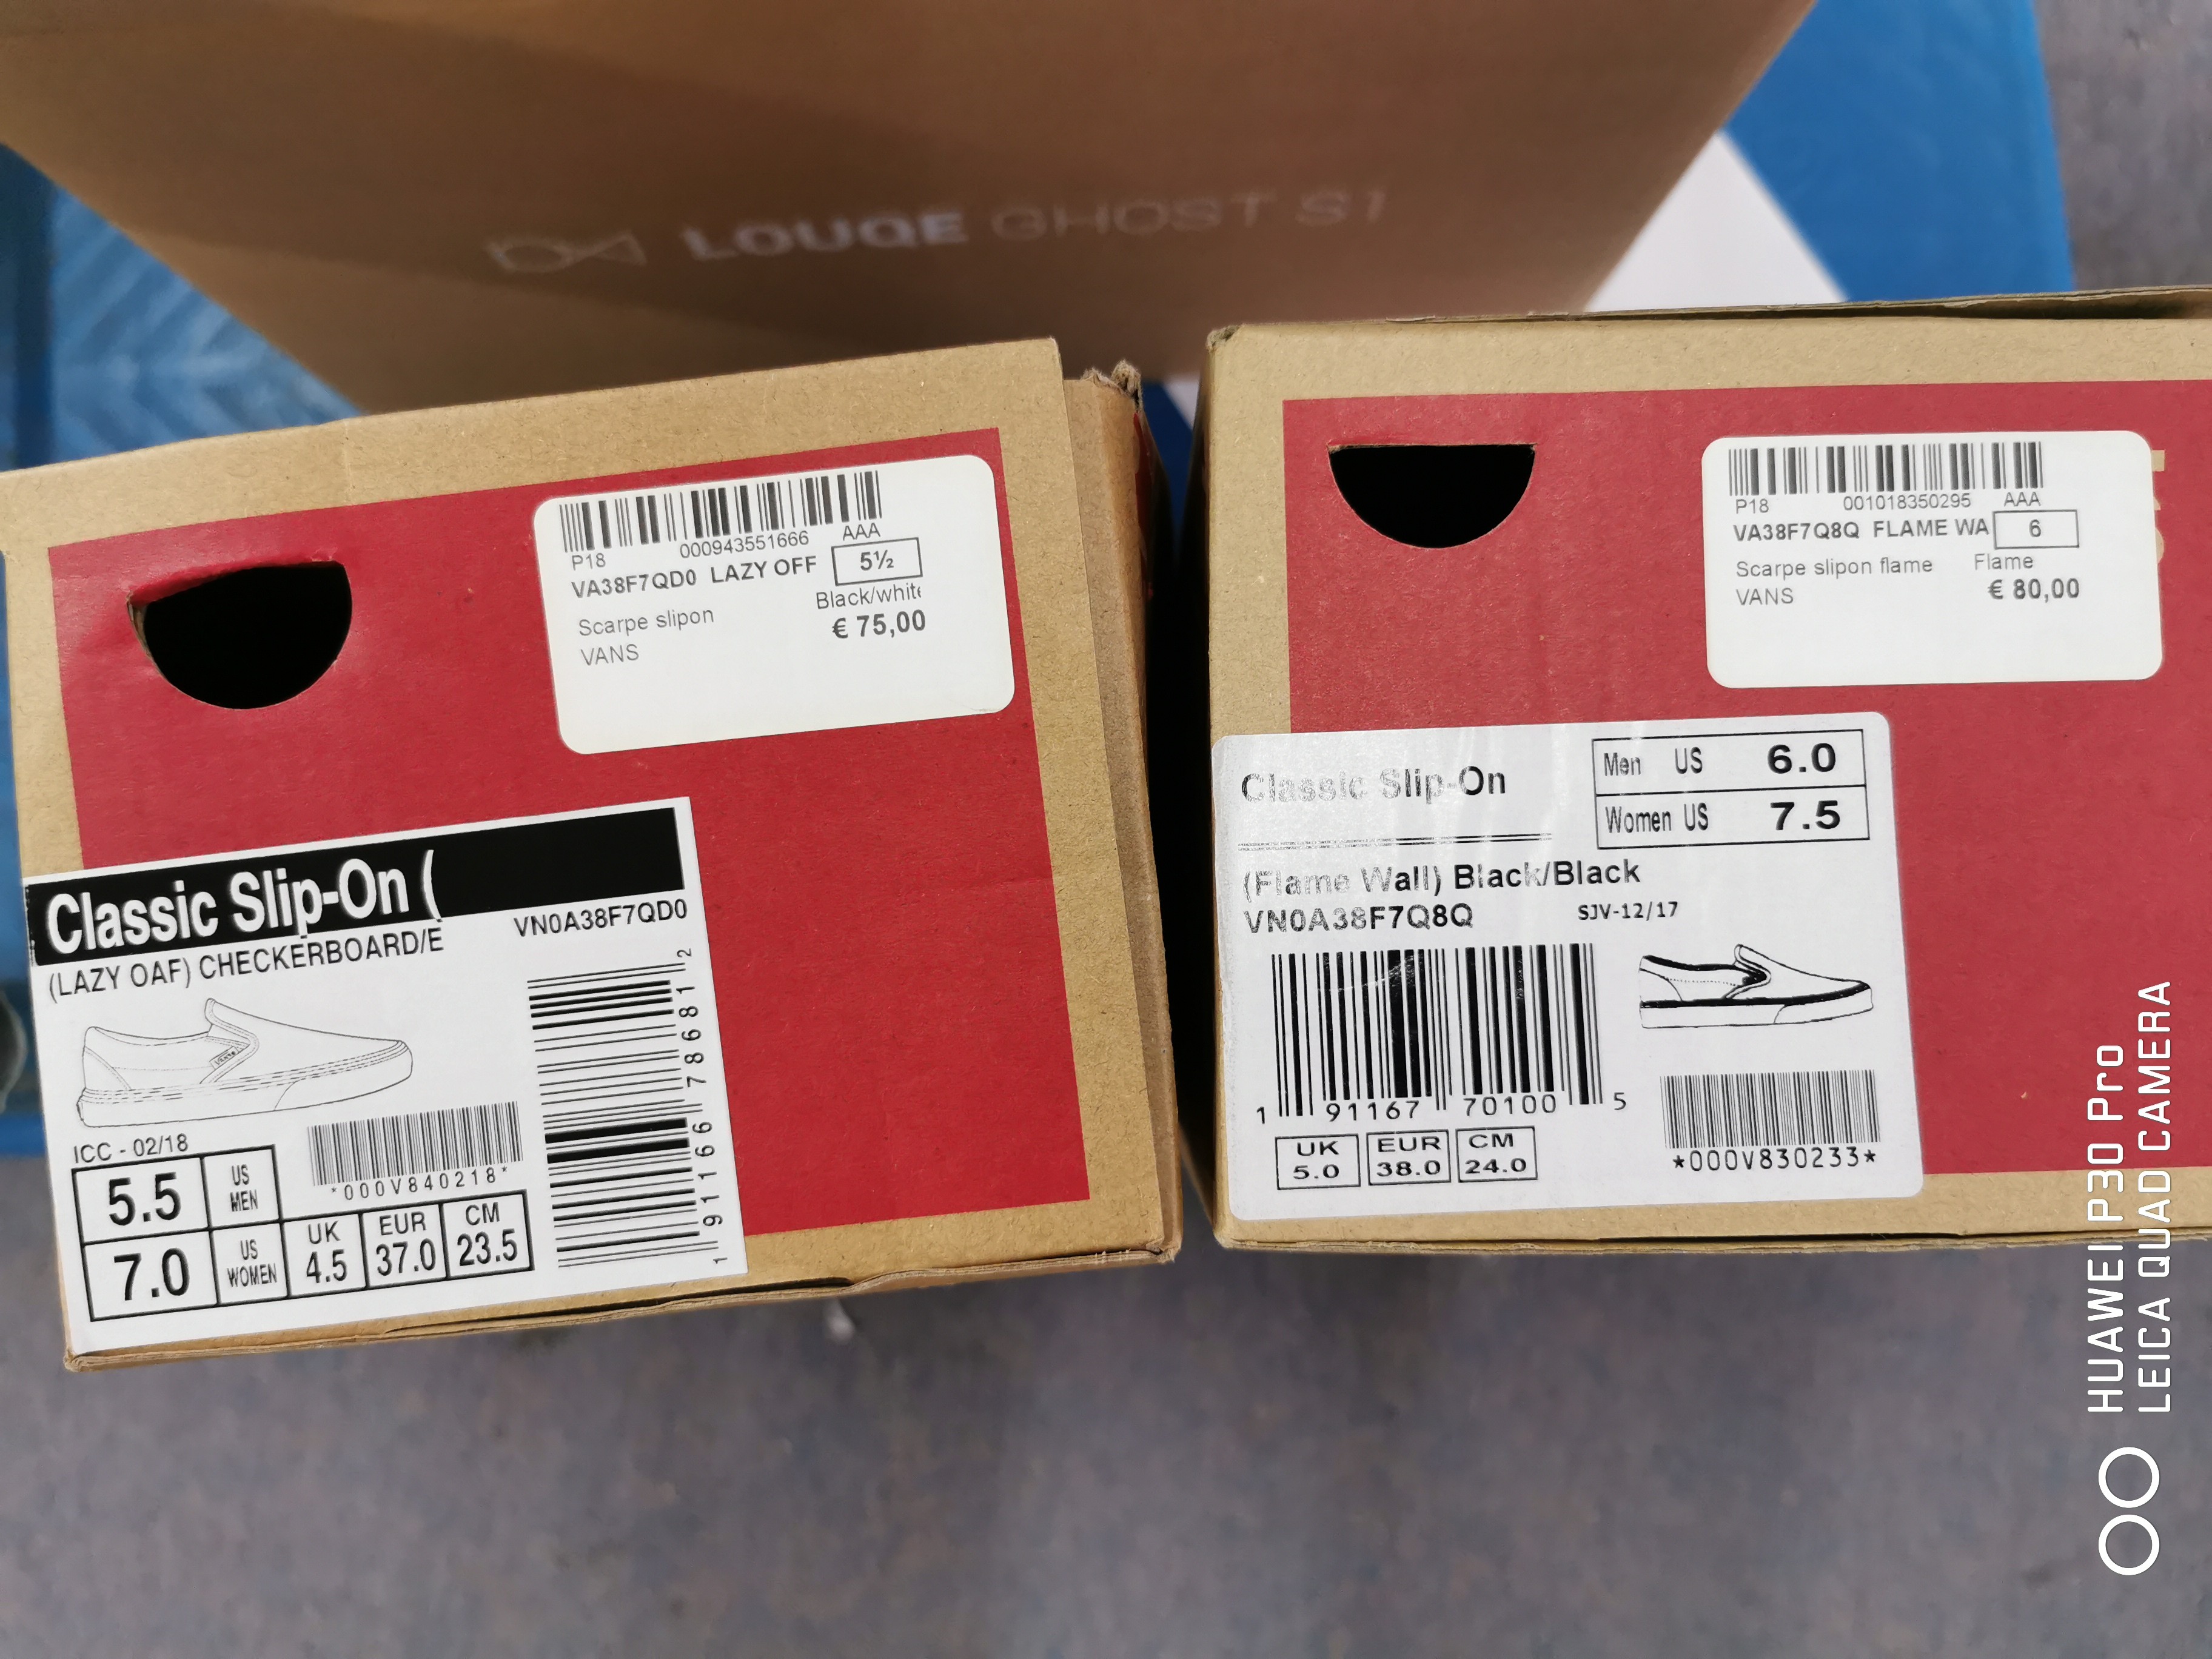 LOUQE GHOST S1
P18 000943551666 AAA
VA38F7QD0 LAZY OFF 5½
Black/white
Scarpe slipon
€ 75,00
VANS
Classic Slip-On (
VN0A38F7QD0
(LAZY OAF) CHECKERBOARD/E
1 91166 78681 2
ICC - 02/18
*000V840218*
5.5 US MEN
7.0 US WOMEN
UK EUR CM
4.5 37.0 23.5
P18 001018350295 AAA
VA38F7Q8Q FLAME WA 6
Scarpe slipon flame Flame
VANS € 80,00
Classic Slip-On
Men US 6.0
Women US 7.5
(Flame Wall) Black/Black
VN0A38F7Q8Q SJV-12/17
1 91167 70100 5
UK EUR CM
5.0 38.0 24.0
*000V830233*
HUAWEI P30 Pro
LEICA QUAD CAMERA